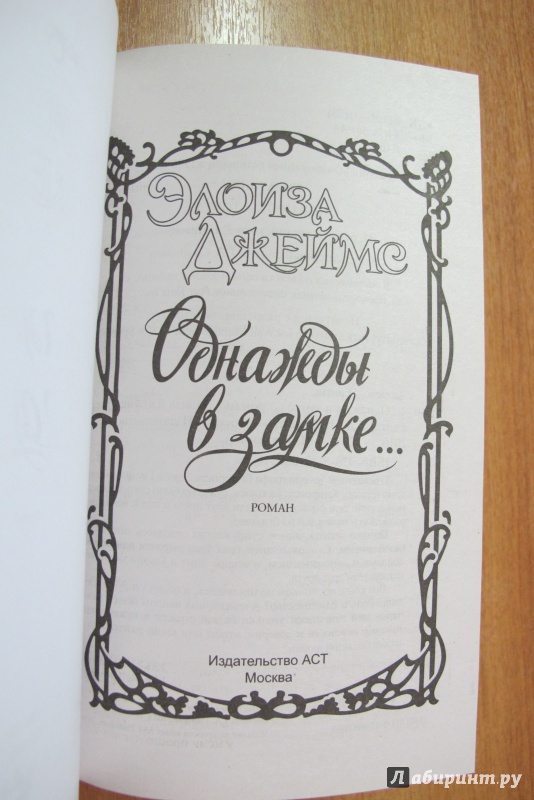 Элоиза
Джеймс
Однажды
в замке...
РОМАН
Издательство АСТ
Москва
Лабиринт.ру